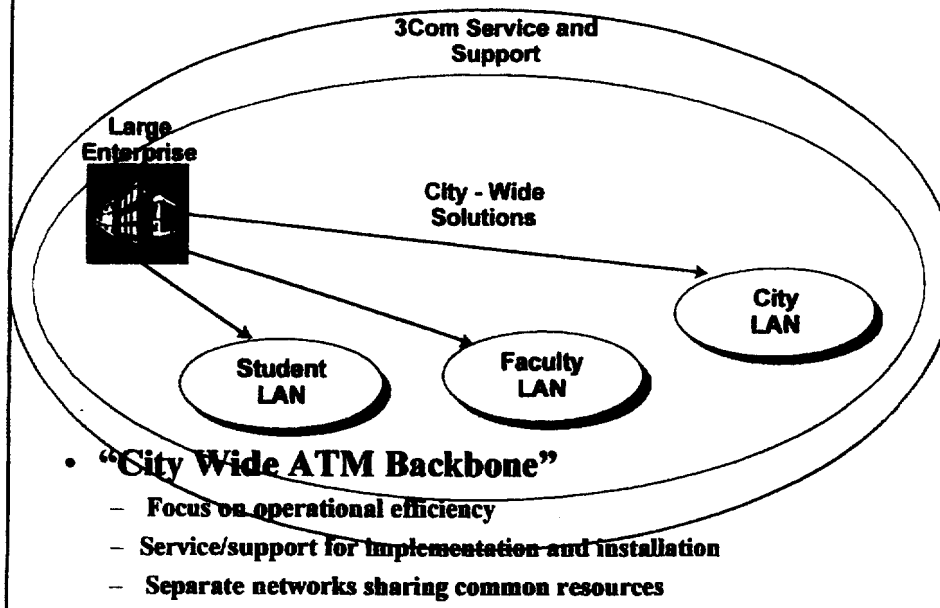 3Com Service and
Support
Large
Enterprise
City - Wide
Solutions
City
LAN
Student
LAN
Faculty
LAN
• “City Wide ATM Backbone”
– Focus on operational efficiency
– Service/support for implementation and installation
– Separate networks sharing common resources